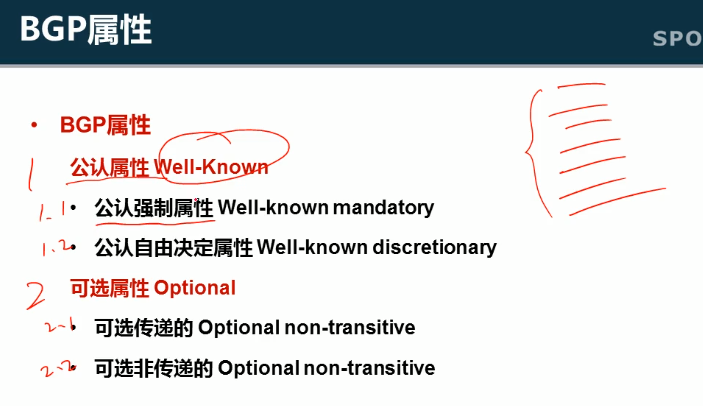 BGP属性
SPO
• BGP属性
1 公认属性 Well-Known
1.1 • 公认强制属性 Well-known mandatory
1.2 • 公认自由决定属性 Well-known discretionary
2 可选属性 Optional
2.1 • 可选传递的 Optional non-transitive
2.2 • 可选非传递的 Optional non-transitive